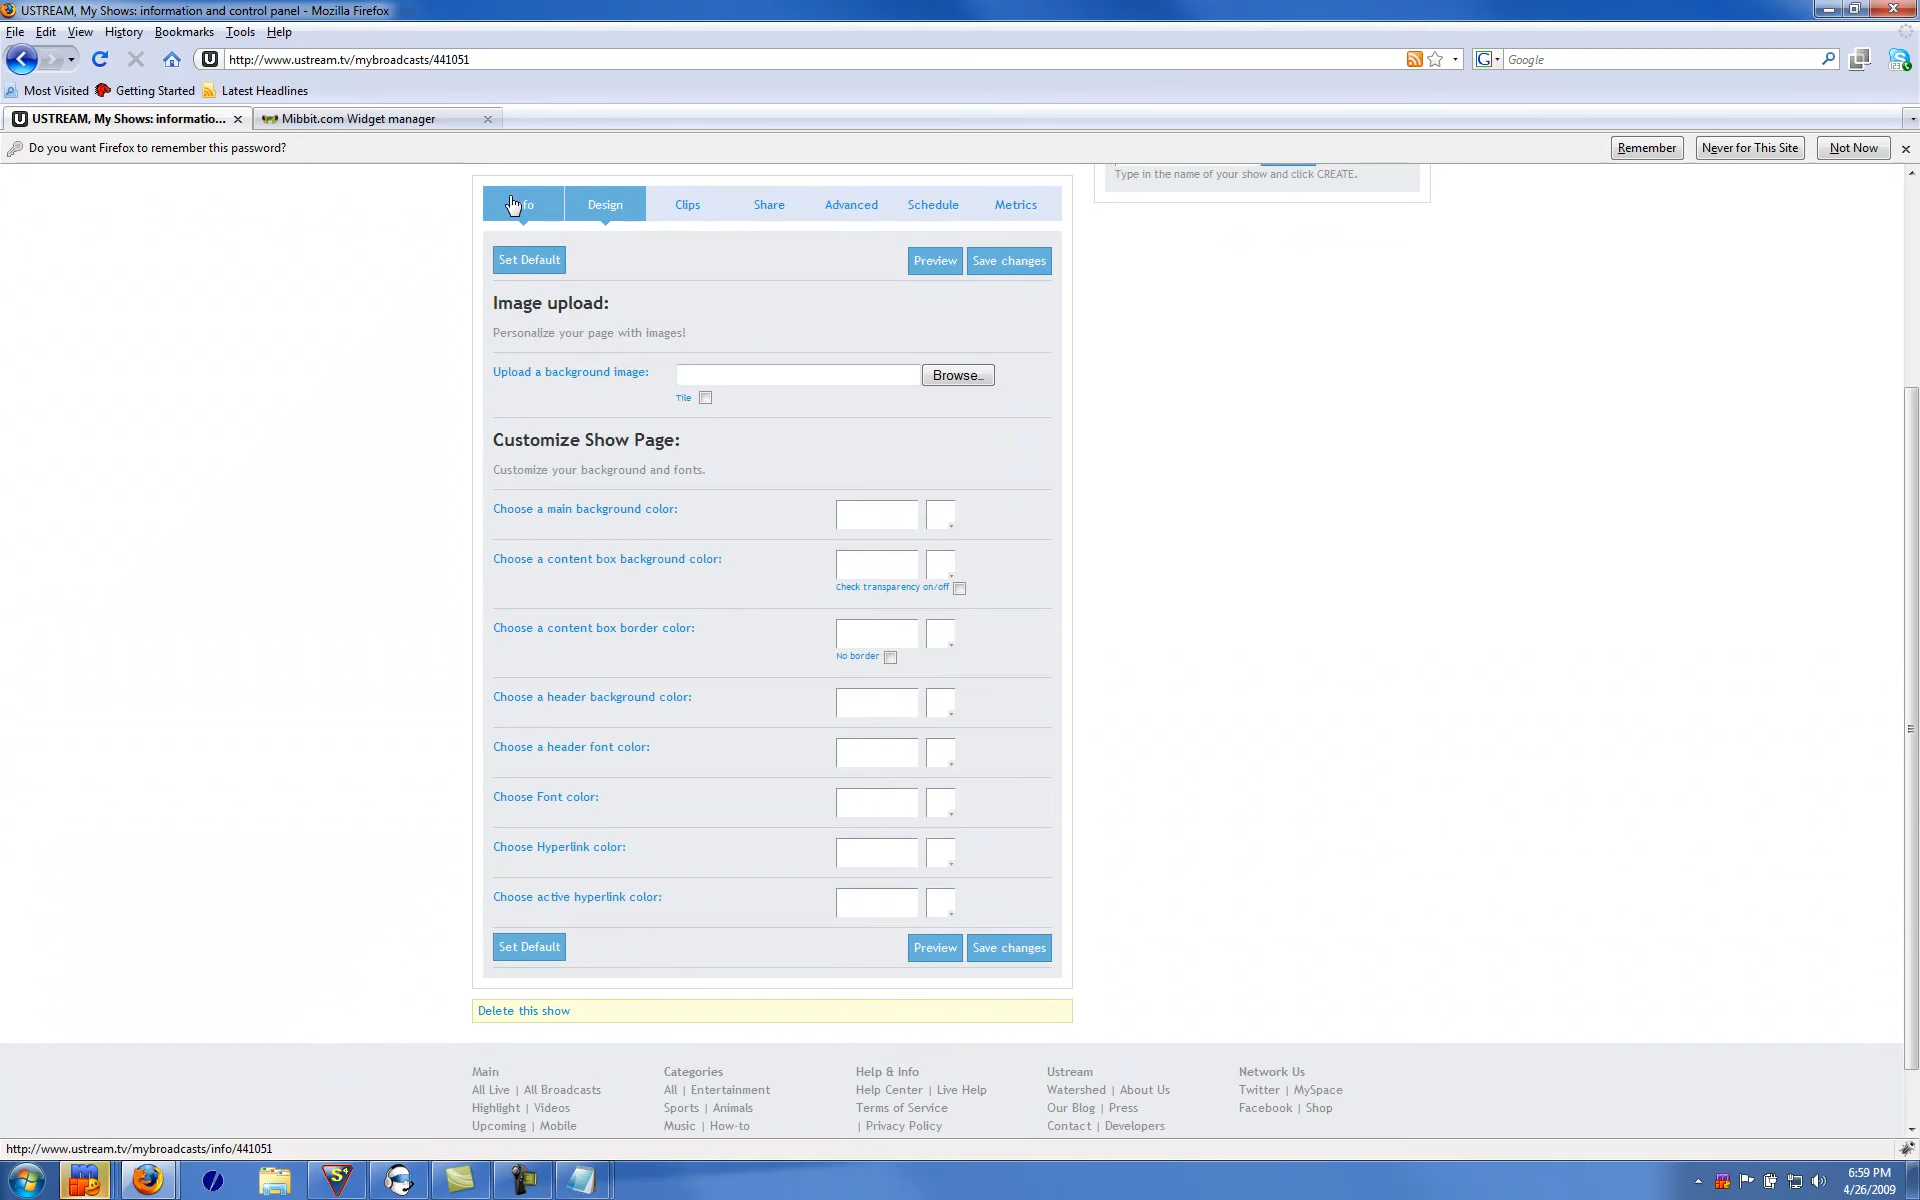 USTREAM, My Shows: information and control panel - Mozilla Firefox
File Edit View History Bookmarks Tools Help
http://www.ustream.tv/mybroadcasts/441051
Google
Most Visited Getting Started Latest Headlines
USTREAM, My Shows: informatio... Mibbit.com Widget manager
Do you want Firefox to remember this password? Remember Never for This Site Not Now
Type in the name of your show and click CREATE.
Design Clips Share Advanced Schedule Metrics
Set Default Preview Save changes
Image upload:
Personalize your page with images!
Upload a background image: Browse...
Tile
Customize Show Page:
Customize your background and fonts.
Choose a main background color:
Choose a content box background color:
Check transparency on/off
Choose a content box border color:
No border
Choose a header background color:
Choose a header font color:
Choose Font color:
Choose Hyperlink color:
Choose active hyperlink color:
Set Default Preview Save changes
Delete this show
Main Categories Help & Info Ustream Network Us
All Live | All Broadcasts All | Entertainment Help Center | Live Help Watershed | About Us Twitter | MySpace
Highlight | Videos Sports | Animals Terms of Service Our Blog | Press Facebook | Shop
Upcoming | Mobile Music | How-to | Privacy Policy Contact | Developers
http://www.ustream.tv/mybroadcasts/info/441051
6:59 PM
4/26/2009